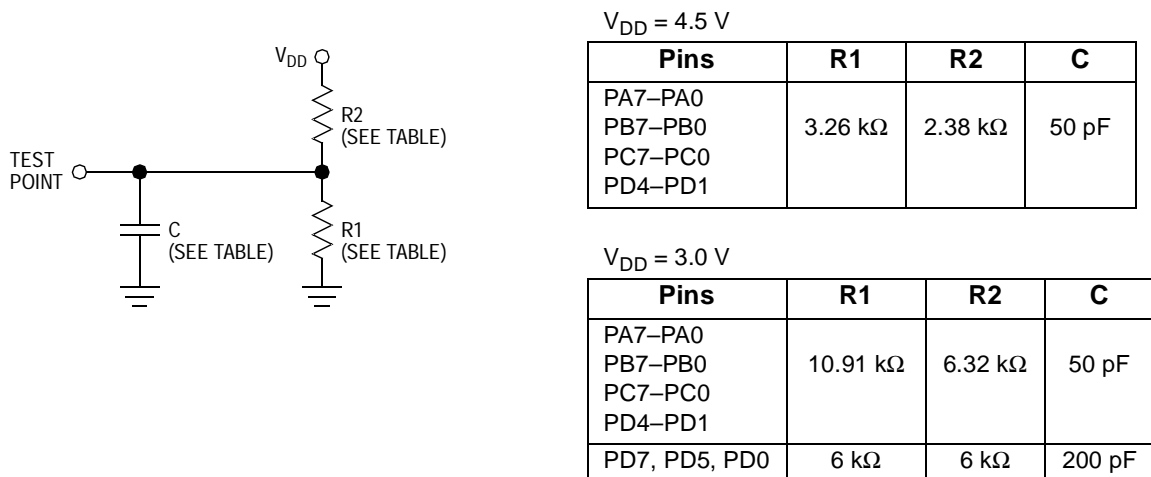 V_DD
R2
(SEE TABLE)
TEST
POINT
C
(SEE TABLE)
R1
(SEE TABLE)
V_DD = 4.5 V
Pins R1 R2 C
PA7–PA0
PB7–PB0 3.26 kΩ 2.38 kΩ 50 pF
PC7–PC0
PD4–PD1
V_DD = 3.0 V
Pins R1 R2 C
PA7–PA0
PB7–PB0 10.91 kΩ 6.32 kΩ 50 pF
PC7–PC0
PD4–PD1
PD7, PD5, PD0 6 kΩ 6 kΩ 200 pF